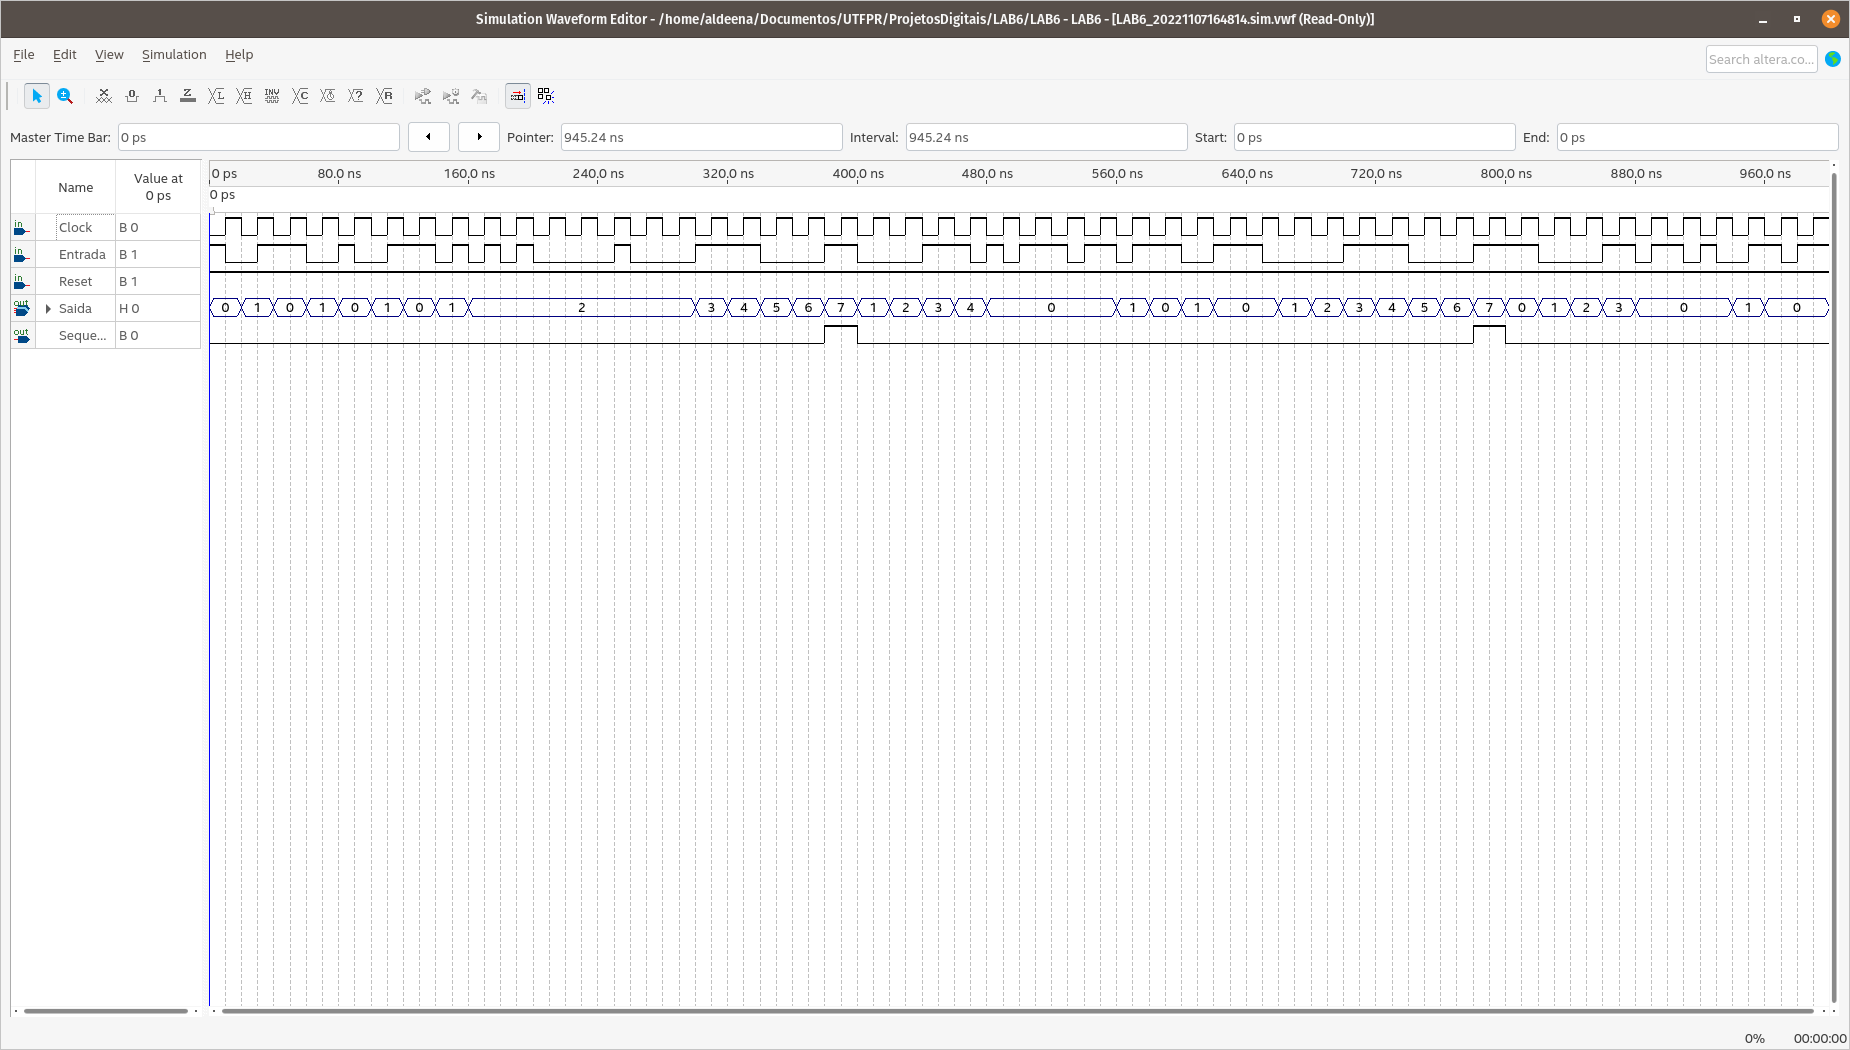 Simulation Waveform Editor - /home/aldeena/Documentos/UTFPR/ProjetosDigitais/LAB6/LAB6 - LAB6 - [LAB6_20221107164814.sim.vwf (Read-Only)]
File Edit View Simulation Help
Search altera.co...
Master Time Bar: 0 ps Pointer: 945.24 ns Interval: 945.24 ns Start: 0 ps End: 0 ps
Name Value at 0 ps
0 ps 80.0 ns 160.0 ns 240.0 ns 320.0 ns 400.0 ns 480.0 ns 560.0 ns 640.0 ns 720.0 ns 800.0 ns 880.0 ns 960.0 ns
0 ps
in Clock B 0
in Entrada B 1
in Reset B 1
out Saida H 0 0 1 0 1 0 1 0 1 2 3 4 5 6 7 1 2 3 4 0 1 0 1 0 1 2 3 4 5 6 7 0 1 2 3 0 1 0
out Seque... B 0
0% 00:00:00